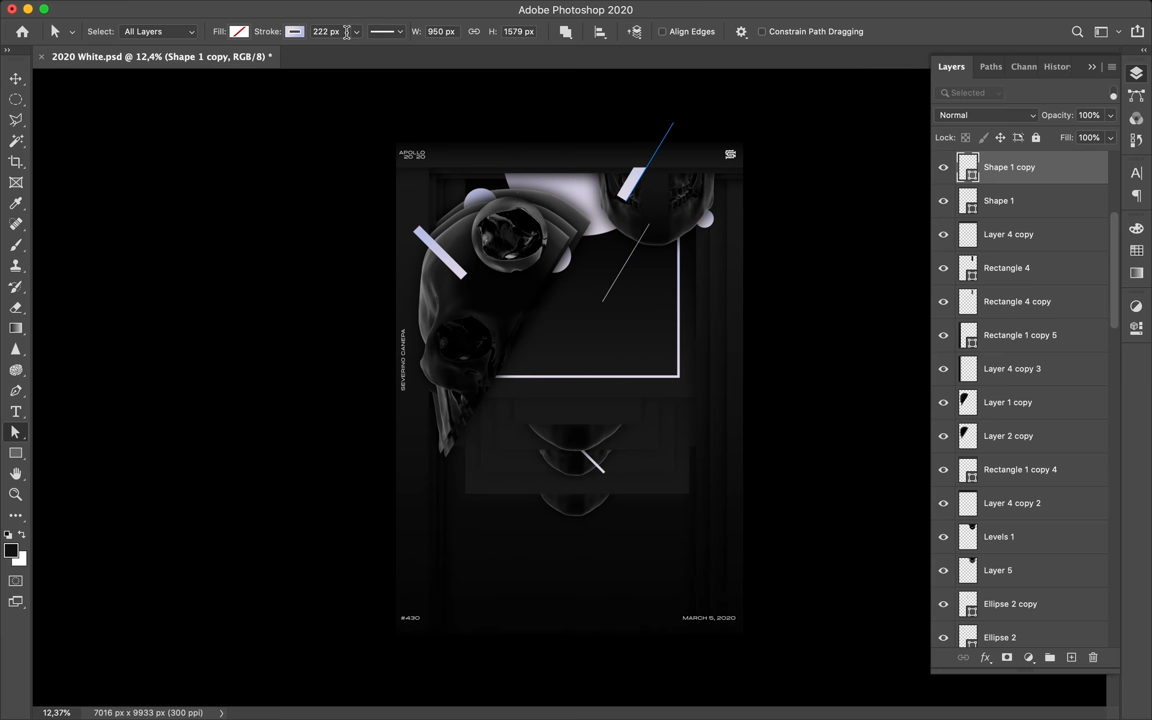 Adobe Photoshop 2020
Select: All Layers Fill: Stroke: 222 px W: 950 px H: 1579 px Align Edges Constrain Path Dragging
2020 White.psd @ 12,4% (Shape 1 copy, RGB/8) *
Layers Paths Chann Histor
Selected
Normal Opacity: 100%
Lock: Fill: 100%
Shape 1 copy
Shape 1
Layer 4 copy
Rectangle 4
Rectangle 4 copy
Rectangle 1 copy 5
Layer 4 copy 3
Layer 1 copy
Layer 2 copy
Rectangle 1 copy 4
Layer 4 copy 2
Levels 1
Layer 5
Ellipse 2 copy
Ellipse 2
APOLLO
20 20
SEVERINO CANEPA
#430
MARCH 5, 2020
12,37% 7016 px x 9933 px (300 ppi)